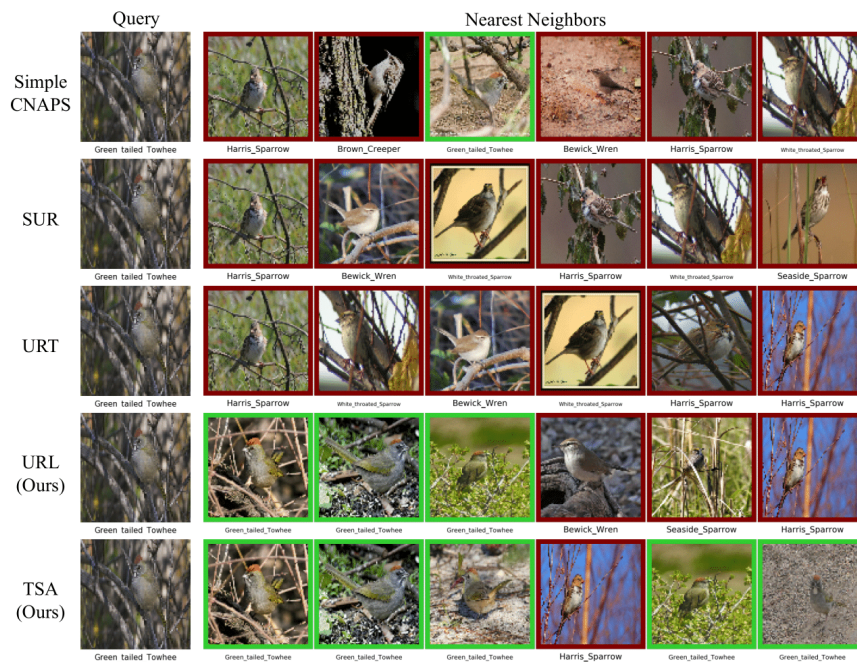 Query
Nearest Neighbors
Simple
CNAPS
Green tailed Towhee
Harris_Sparrow
Brown_Creeper
Green_tailed_Towhee
Bewick_Wren
Harris_Sparrow
White_throated_Sparrow
SUR
Green tailed Towhee
Harris_Sparrow
Bewick_Wren
White_throated_Sparrow
Harris_Sparrow
White_throated_Sparrow
Seaside_Sparrow
URT
Green tailed Towhee
Harris_Sparrow
White_throated_Sparrow
Bewick_Wren
White_throated_Sparrow
Harris_Sparrow
Harris_Sparrow
URL
(Ours)
Green tailed Towhee
Green_tailed_Towhee
Green_tailed_Towhee
Green_tailed_Towhee
Bewick_Wren
Seaside_Sparrow
Harris_Sparrow
TSA
(Ours)
Green tailed Towhee
Green_tailed_Towhee
Green_tailed_Towhee
Green_tailed_Towhee
Harris_Sparrow
Green_tailed_Towhee
Green_tailed_Towhee